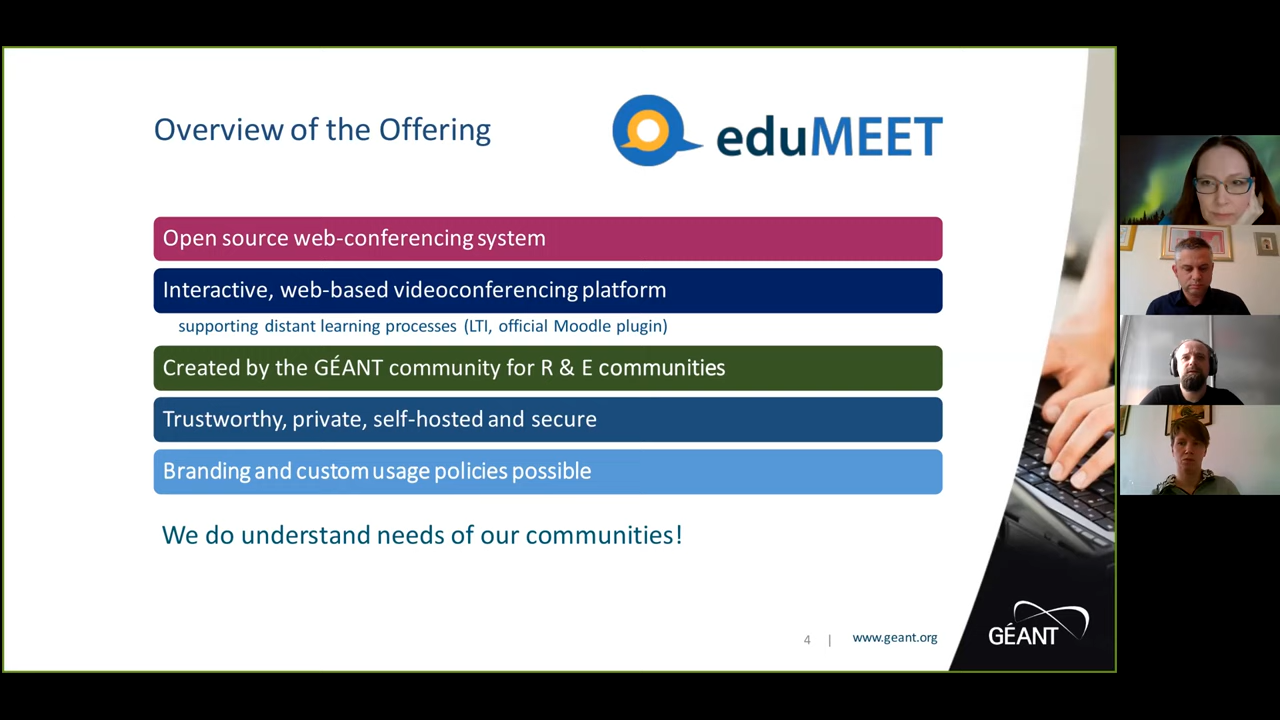 Overview of the Offering
eduMEET
Open source web-conferencing system
Interactive, web-based videoconferencing platform
supporting distant learning processes (LTI, official Moodle plugin)
Created by the GÉANT community for R & E communities
Trustworthy, private, self-hosted and secure
Branding and custom usage policies possible
We do understand needs of our communities!
4 | www.geant.org
GÉANT